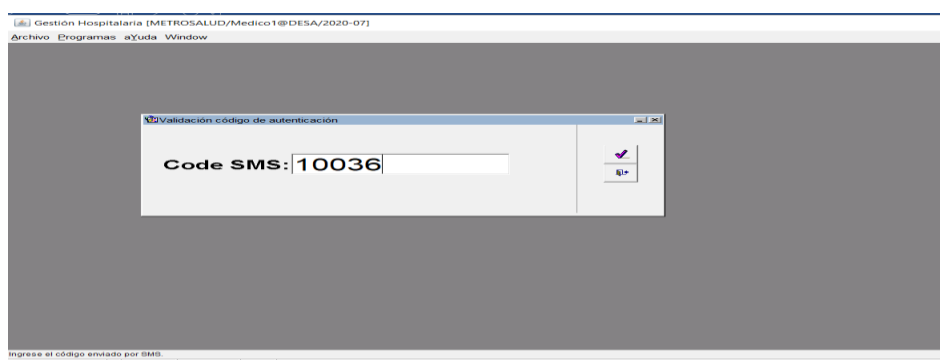 Gestión Hospitalaria [METROSALUD/Medico1@DESA/2020-07]
Archivo Programas aYuda Window
Validación código de autenticación
Code SMS: 10036
Ingrese el código enviado por SMS.